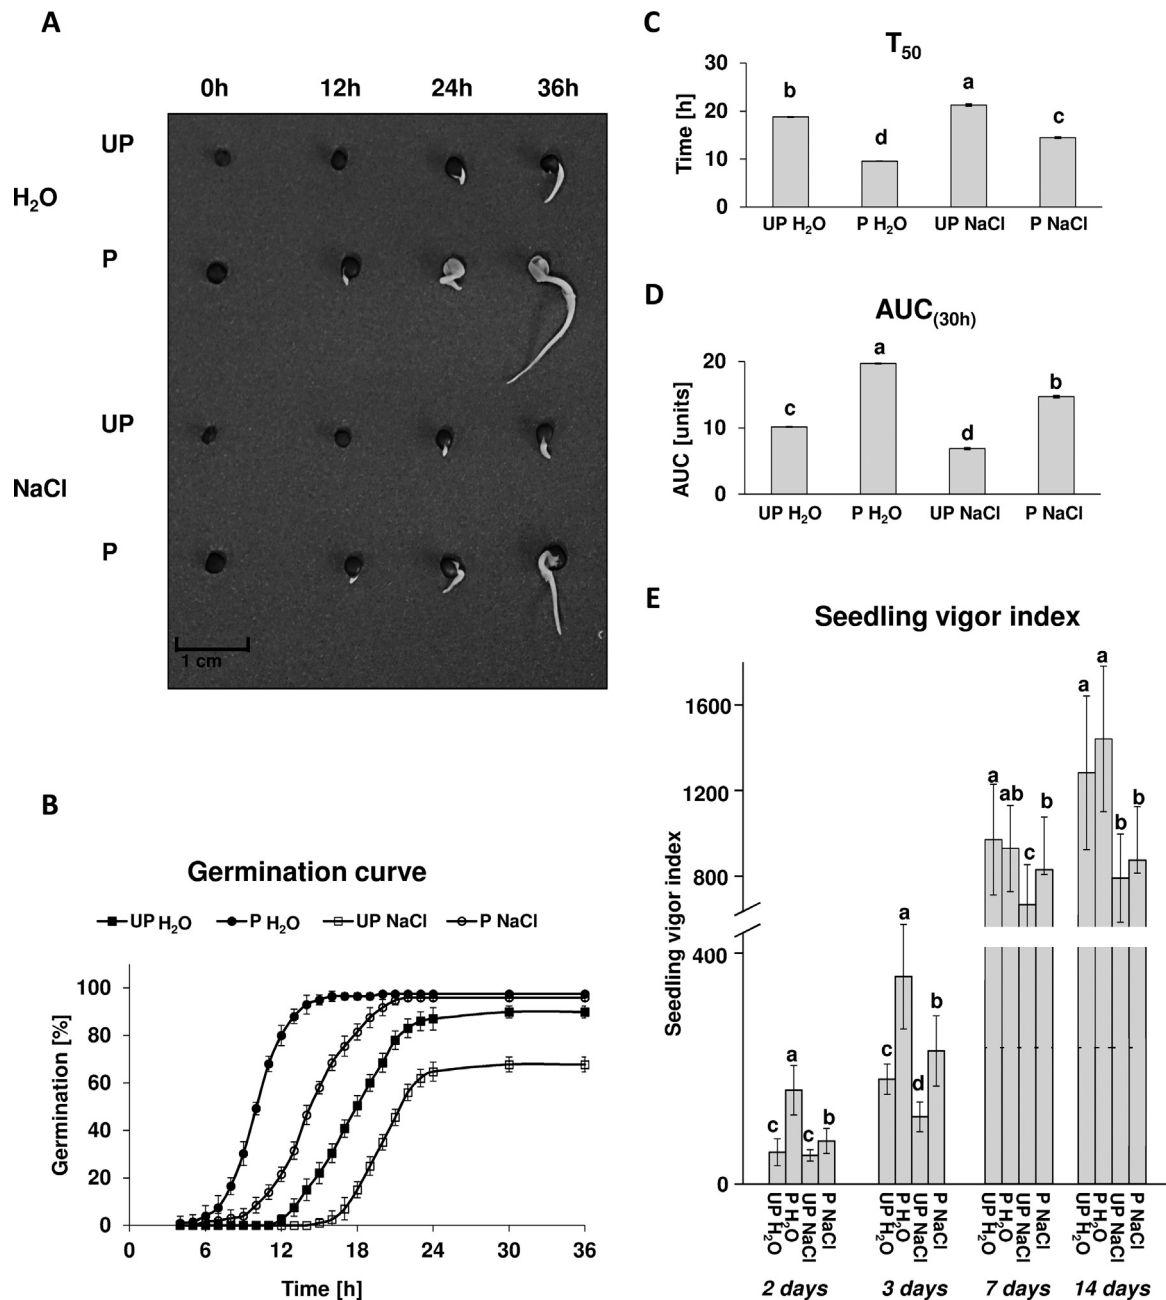 A
0h 12h 24h 36h
UP
H₂O
P
UP
NaCl
P
1 cm
B
Germination curve
UP H₂O P H₂O UP NaCl P NaCl
Germination [%]
100
80
60
40
20
0
0 6 12 18 24 30 36
Time [h]
C
T₅₀
Time [h]
30
20
10
0
b d a c
UP H₂O P H₂O UP NaCl P NaCl
D
AUC(30h)
AUC [units]
20
10
0
c a d b
UP H₂O P H₂O UP NaCl P NaCl
E
Seedling vigor index
Seedling vigor index
1600
1200
800
400
0
c a c b
c a d b
a ab c b
a a b b
UP H₂O P H₂O UP NaCl P NaCl
UP H₂O P H₂O UP NaCl P NaCl
UP H₂O P H₂O UP NaCl P NaCl
UP H₂O P H₂O UP NaCl P NaCl
2 days 3 days 7 days 14 days